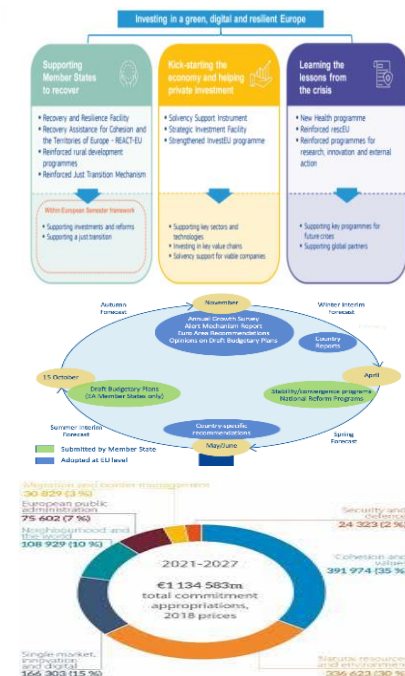 Investing in a green, digital and resilient Europe
Supporting
Member States
to recover
• Recovery and Resilience Facility
• Recovery Assistance for Cohesion and
the Territories of Europe - REACT-EU
• Reinforced rural development
programmes
• Reinforced Just Transition Mechanism
Within European Semester framework
• Supporting investments and reforms
• Supporting a just transition
Kick-starting the
economy and helping
private investment
• Solvency Support Instrument
• Strategic Investment Facility
• Strengthened InvestEU programme
• Supporting key sectors and
technologies
• Investing in key value chains
• Solvency support for viable companies
Learning the
lessons from
the crisis
• New Health programme
• Reinforced rescEU
• Reinforced programmes for
research, innovation and external
action
• Supporting key programmes for
future crises
• Supporting global partners
Autumn
Forecast
November
Winter Interim
Forecast
Annual Growth Survey
Alert Mechanism Report
Euro Area Recommendations
Opinions on Draft Budgetary Plans
Country
Reports
15 October
April
Draft Budgetary Plans
(EA Member States only)
Stability/convergence programs
National Reform Programs
Summer Interim
Forecast
Country-specific
recommendations
Spring
Forecast
May/June
Submitted by Member State
Adopted at EU level
Migration and border management
30 829 (3 %)
European public
administration
75 602 (7 %)
Neighbourhood and
the world
108 929 (10 %)
Security and
defence
24 323 (2 %)
Cohesion and
values
391 974 (35 %)
2021-2027
€1 134 583m
total commitment
appropriations,
2018 prices
Single market,
innovation
and digital
166 303 (15 %)
Natural resources
and environment
336 623 (30 %)